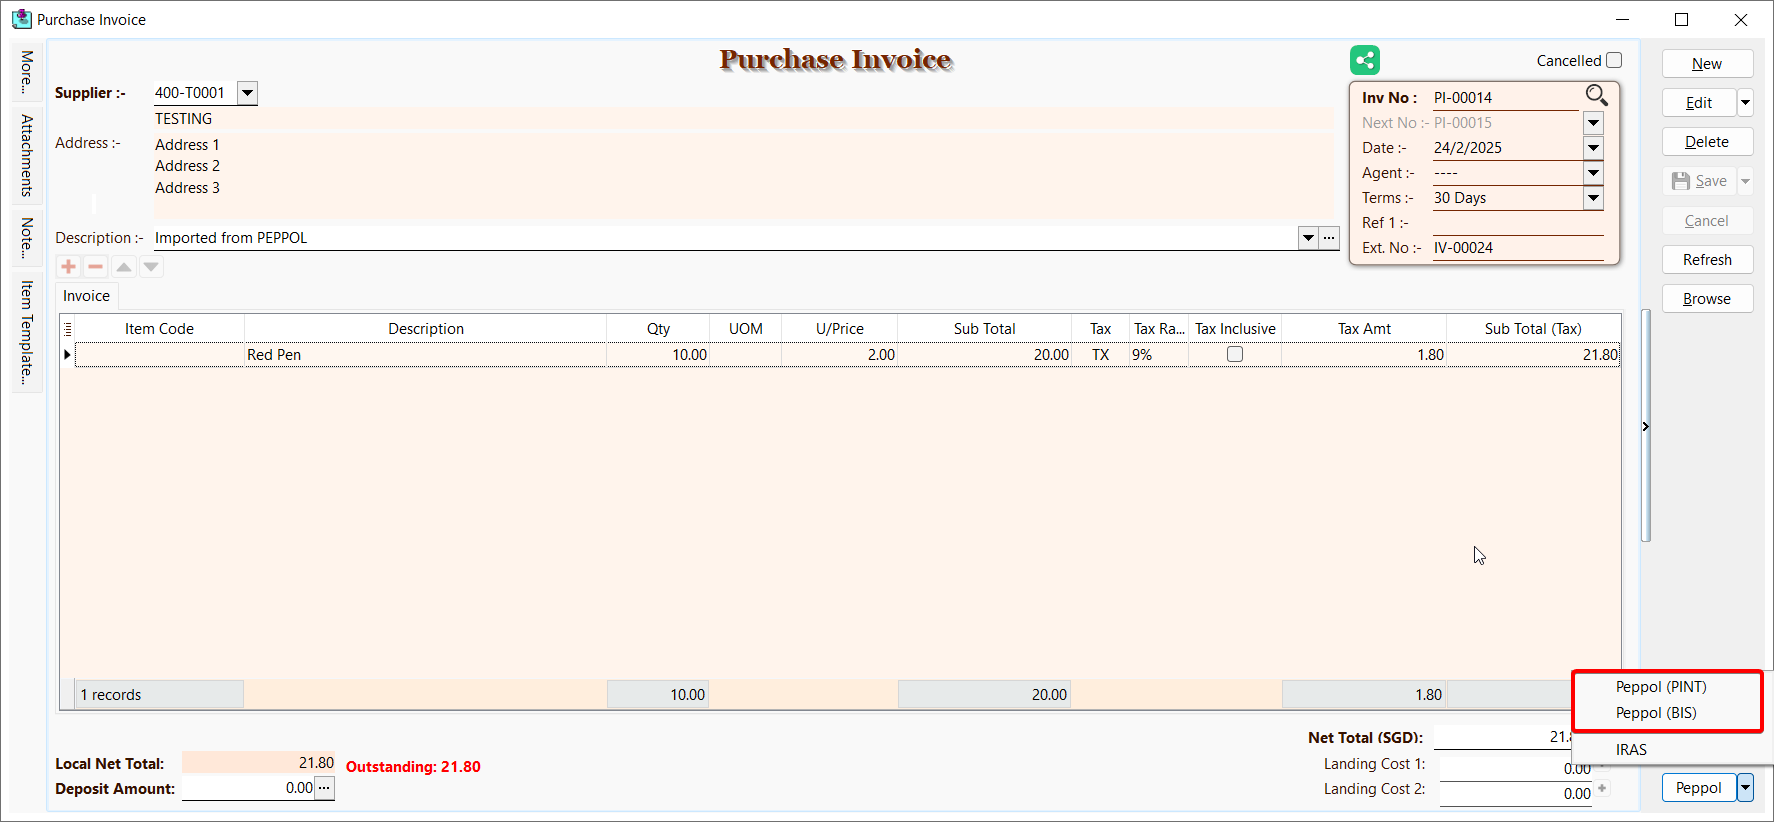 Purchase Invoice
More...
Attachments
Note...
Item Template...
Purchase Invoice
Cancelled
Supplier :- 400-T0001
TESTING
Address :- Address 1
Address 2
Address 3
Description :- Imported from PEPPOL
Inv No : PI-00014
Next No :- PI-00015
Date :- 24/2/2025
Agent :- ----
Terms :- 30 Days
Ref 1 :-
Ext. No :- IV-00024
New
Edit
Delete
Save
Cancel
Refresh
Browse
Invoice
Item Code Description Qty UOM U/Price Sub Total Tax Tax Ra... Tax Inclusive Tax Amt Sub Total (Tax)
Red Pen 10.00 2.00 20.00 TX 9% 1.80 21.80
1 records 10.00 20.00 1.80
Peppol (PINT)
Peppol (BIS)
IRAS
Local Net Total: 21.80 Outstanding: 21.80
Deposit Amount: 0.00 ...
Net Total (SGD):
Landing Cost 1: 0.00
Landing Cost 2: 0.00
Peppol